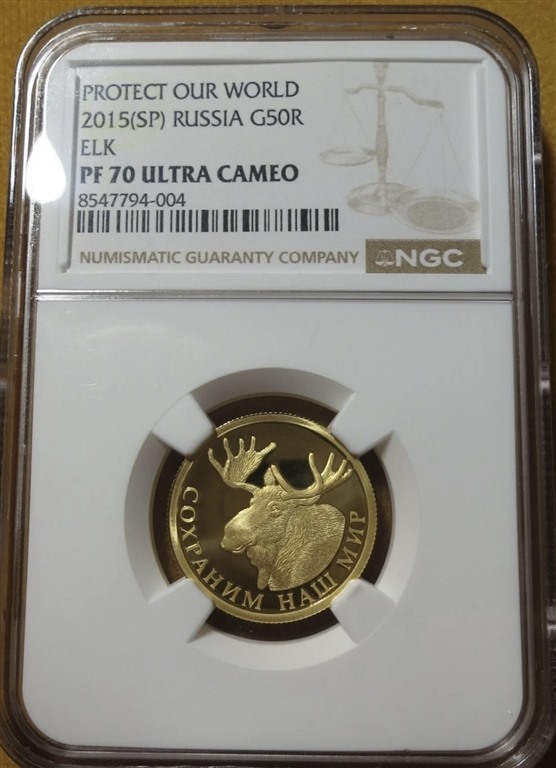 PROTECT OUR WORLD
2015(SP) RUSSIA G50R
ELK
PF 70 ULTRA CAMEO
8547794-004
NUMISMATIC GUARANTY COMPANY NGC
СОХРАНИМ НАШ МИР